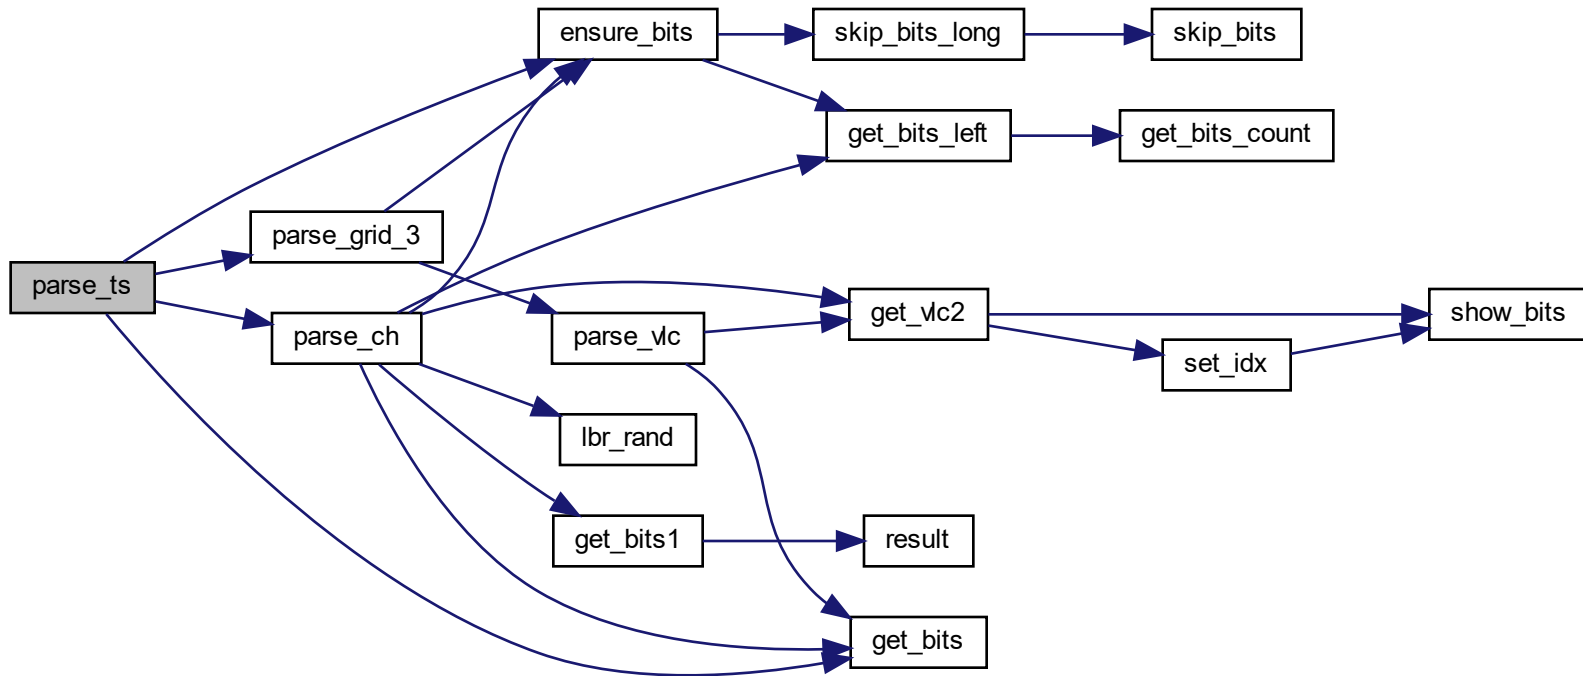 ensure_bits
skip_bits_long
skip_bits
get_bits_left
get_bits_count
parse_grid_3
parse_ts
parse_ch
parse_vlc
get_vlc2
show_bits
set_idx
lbr_rand
get_bits1
result
get_bits